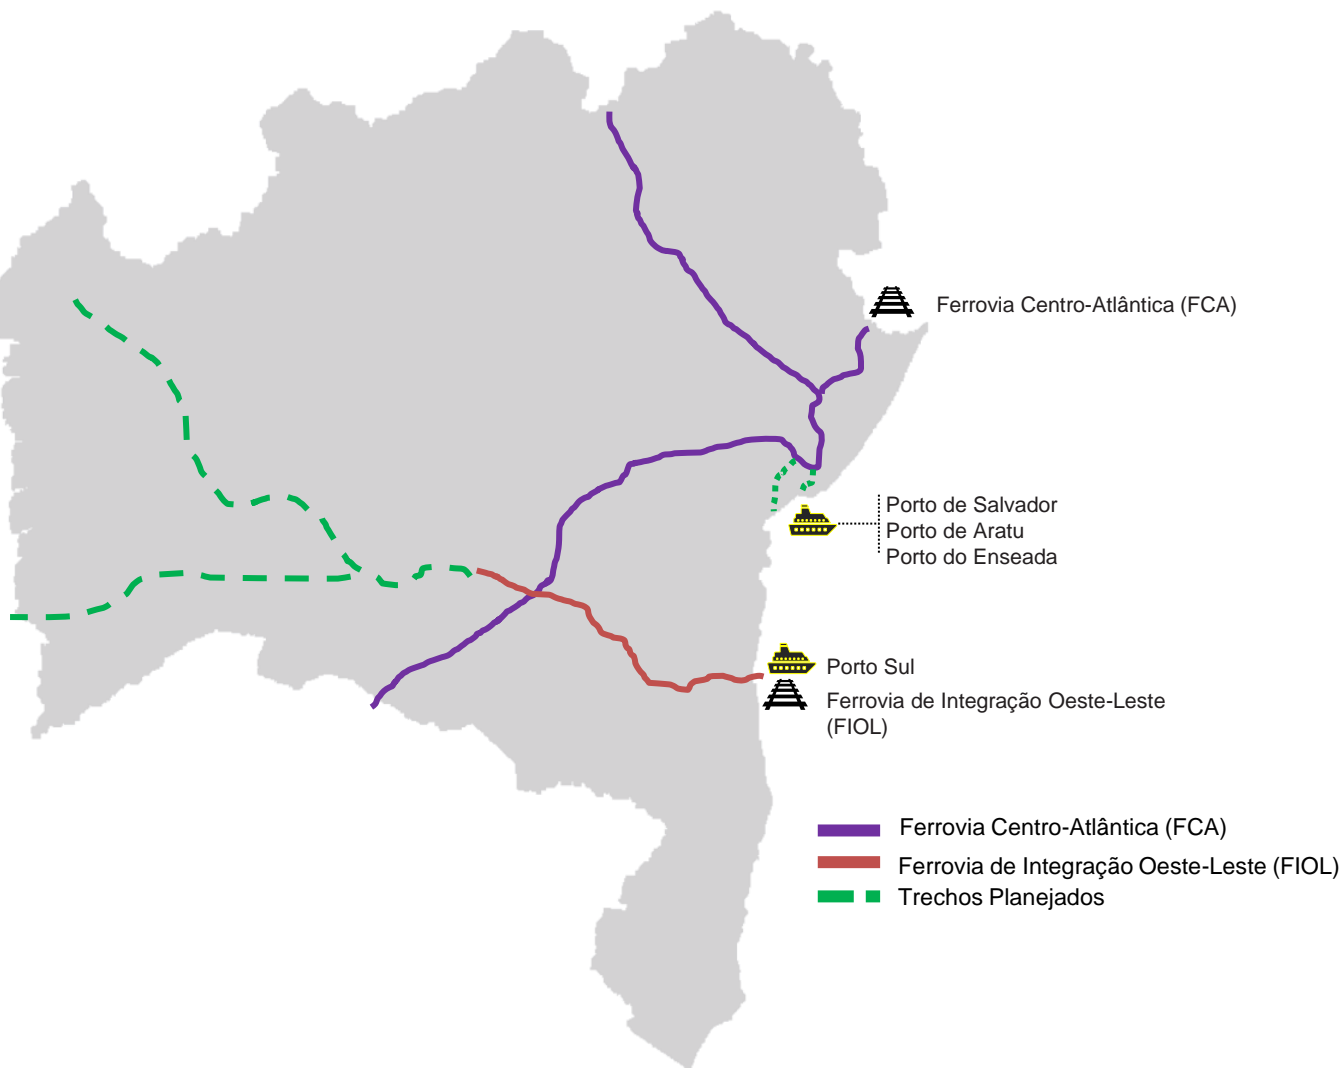 Ferrovia Centro-Atlântica (FCA)
Porto de Salvador
Porto de Aratu
Porto do Enseada
Porto Sul
Ferrovia de Integração Oeste-Leste
(FIOL)
Ferrovia Centro-Atlântica (FCA)
Ferrovia de Integração Oeste-Leste (FIOL)
Trechos Planejados